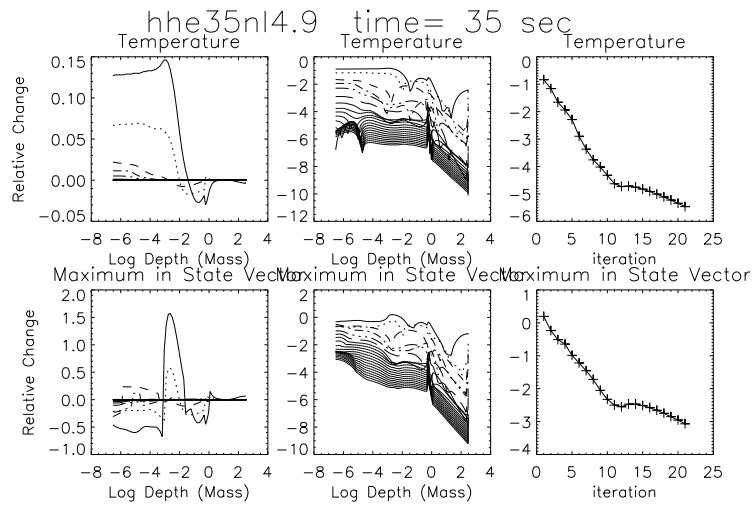 hhe35nl4.9 time= 35 sec
Temperature Temperature Temperature
Relative Change
0.15
0.10
0.05
0.00
−0.05
−8 −6 −4 −2 0 2 4
Log Depth (Mass)
0
−2
−4
−6
−8
−10
−12
−8 −6 −4 −2 0 2 4
Log Depth (Mass)
0
−1
−2
−3
−4
−5
−6
0 5 10 15 20 25
iteration
Maximum in State Vector Maximum in State Vector Maximum in State Vector
Relative Change
2.0
1.5
1.0
0.5
0.0
−0.5
−1.0
−8 −6 −4 −2 0 2 4
Log Depth (Mass)
2
0
−2
−4
−6
−8
−10
−8 −6 −4 −2 0 2 4
Log Depth (Mass)
1
0
−1
−2
−3
−4
0 5 10 15 20 25
iteration